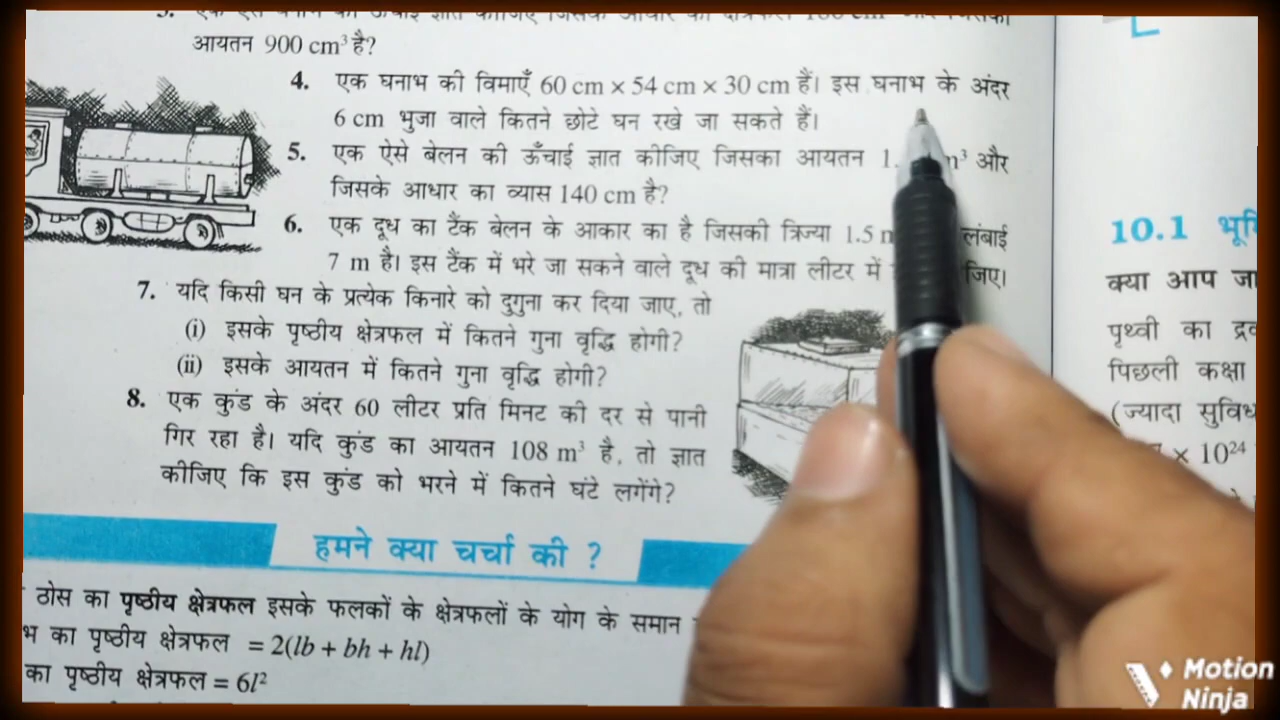 आयतन 900 cm³ है?
4. एक घनाभ की विमाएँ 60 cm × 54 cm × 30 cm हैं। इस घनाभ के अंदर
6 cm भुजा वाले कितने छोटे घन रखे जा सकते हैं।
5. एक ऐसे बेलन की ऊँचाई ज्ञात कीजिए जिसका आयतन 1. m³ और
जिसके आधार का व्यास 140 cm है?
6. एक दूध का टैंक बेलन के आकार का है जिसकी त्रिज्या 1.5 लंबाई
7 m है। इस टैंक में भरे जा सकने वाले दूध की मात्रा लीटर में जिए।
7. यदि किसी घन के प्रत्येक किनारे को दुगुना कर दिया जाए, तो
(i) इसके पृष्ठीय क्षेत्रफल में कितने गुना वृद्धि होगी?
(ii) इसके आयतन में कितने गुना वृद्धि होगी?
8. एक कुंड के अंदर 60 लीटर प्रति मिनट की दर से पानी
गिर रहा है। यदि कुंड का आयतन 108 m³ है, तो ज्ञात
कीजिए कि इस कुंड को भरने में कितने घंटे लगेंगे?
हमने क्या चर्चा की ?
ठोस का पृष्ठीय क्षेत्रफल इसके फलकों के क्षेत्रफलों के योग के समान
भ का पृष्ठीय क्षेत्रफल = 2(lb + bh + hl)
का पृष्ठीय क्षेत्रफल = 6l²
10.1
क्या आप जा
पृथ्वी का द्र
पिछली कक्षा
(ज्यादा सुविध
× 10²⁴
Motion
Ninja